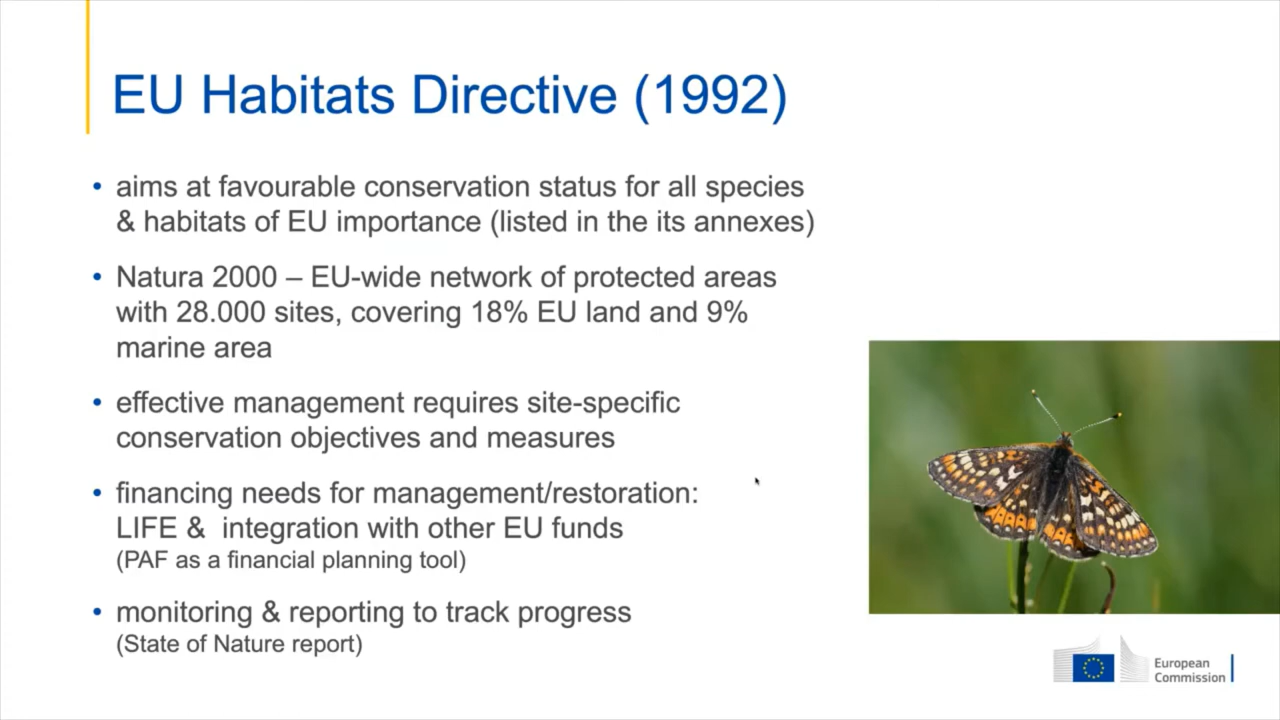 EU Habitats Directive (1992)
• aims at favourable conservation status for all species
& habitats of EU importance (listed in the its annexes)
• Natura 2000 – EU-wide network of protected areas
with 28.000 sites, covering 18% EU land and 9%
marine area
• effective management requires site-specific
conservation objectives and measures
• financing needs for management/restoration:
LIFE & integration with other EU funds
(PAF as a financial planning tool)
• monitoring & reporting to track progress
(State of Nature report)
European
Commission